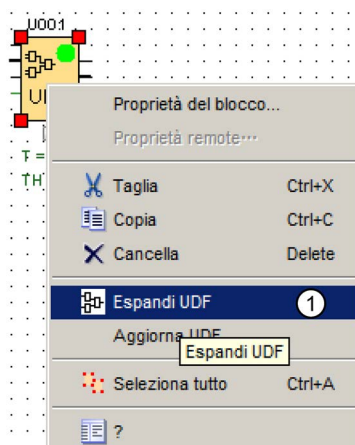 U001
UI
Proprietà del blocco...
T =
Proprietà remote...
TH
Taglia Ctrl+X
Copia Ctrl+C
Cancella Delete
Espandi UDF 1
Aggiorna UDF
Espandi UDF
Seleziona tutto Ctrl+A
?